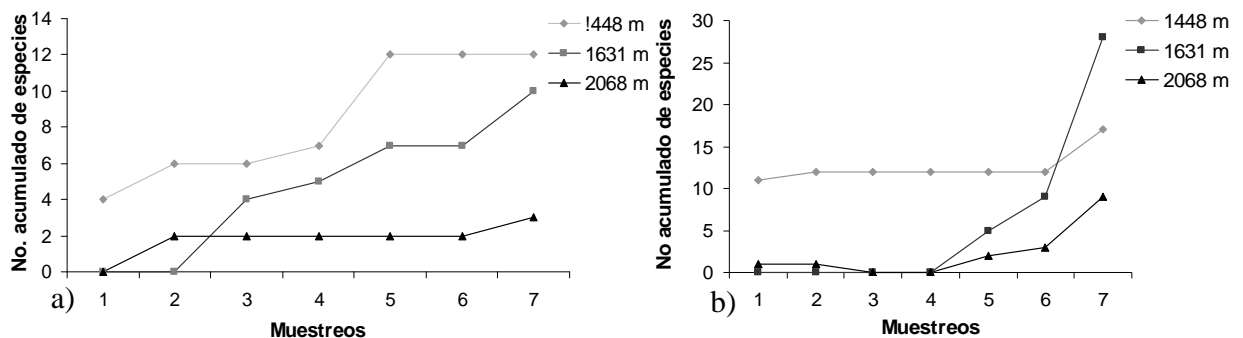 No. acumulado de especies
14
12
10
8
6
4
2
0
1 2 3 4 5 6 7
Muestreos
!448 m
1631 m
2068 m
a)
No acumulado de especies
30
25
20
15
10
5
0
1 2 3 4 5 6 7
Muestreos
1448 m
1631 m
2068 m
b)